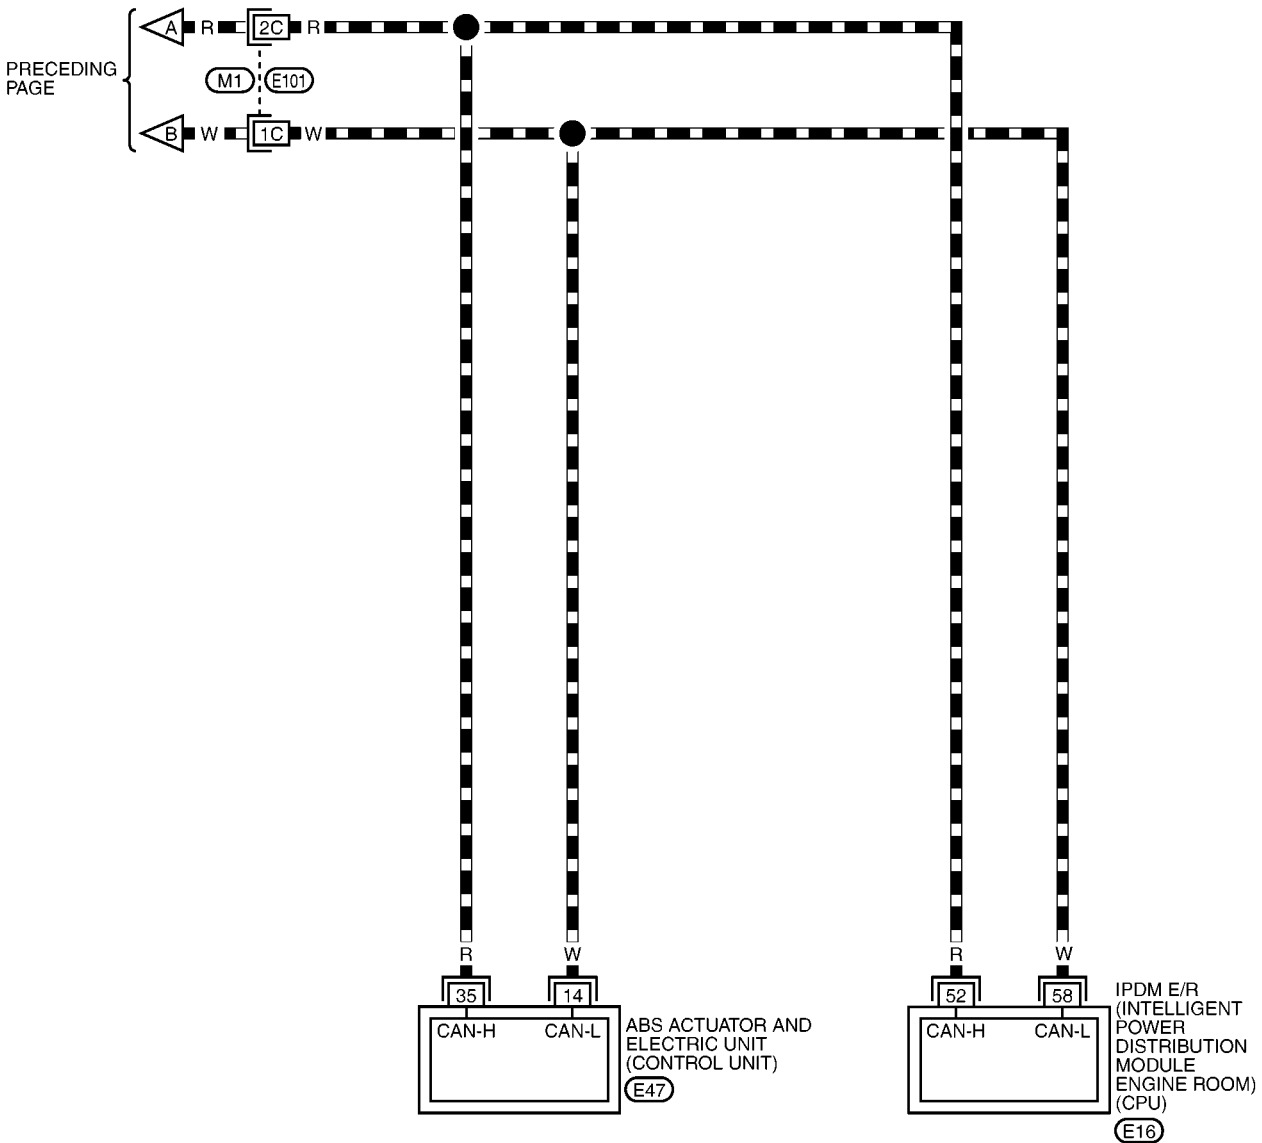 A R 2C R
PRECEDING
PAGE
M1 E101
B W 1C W
R W R W
35 14 52 58
CAN-H CAN-L
ABS ACTUATOR AND
ELECTRIC UNIT
(CONTROL UNIT)
E47
CAN-H CAN-L
IPDM E/R
(INTELLIGENT
POWER
DISTRIBUTION
MODULE
ENGINE ROOM)
(CPU)
E16